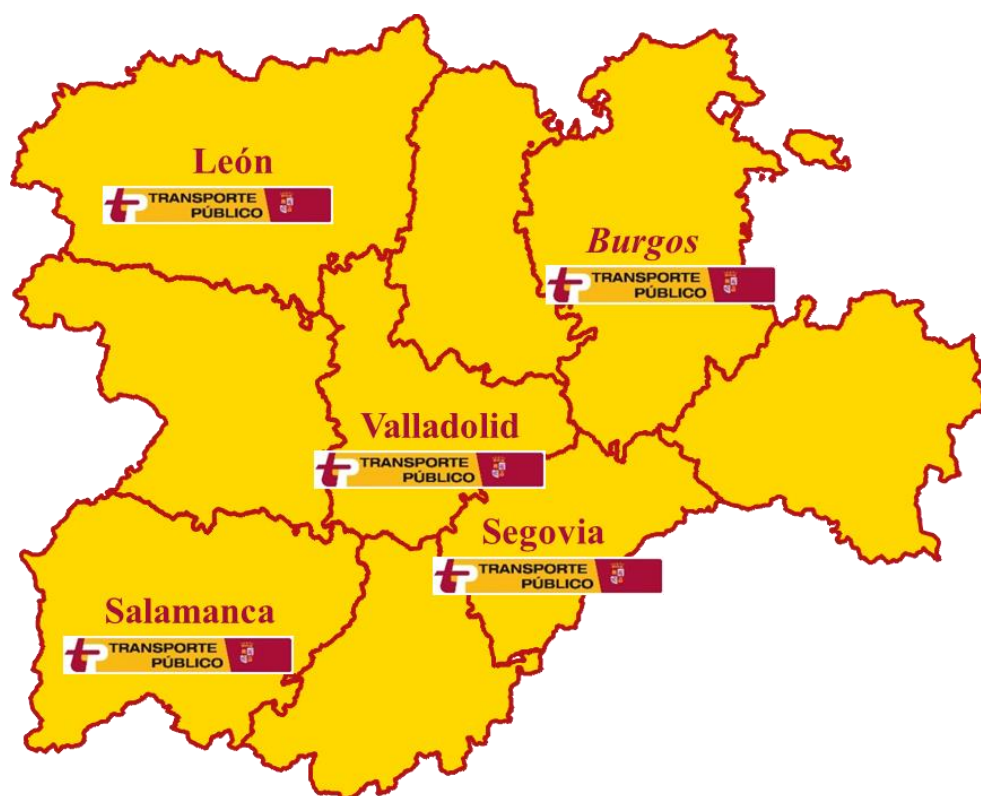 León
TRANSPORTE
PÚBLICO
Burgos
TRANSPORTE
PÚBLICO
Valladolid
TRANSPORTE
PÚBLICO
Segovia
TRANSPORTE
PÚBLICO
Salamanca
TRANSPORTE
PÚBLICO